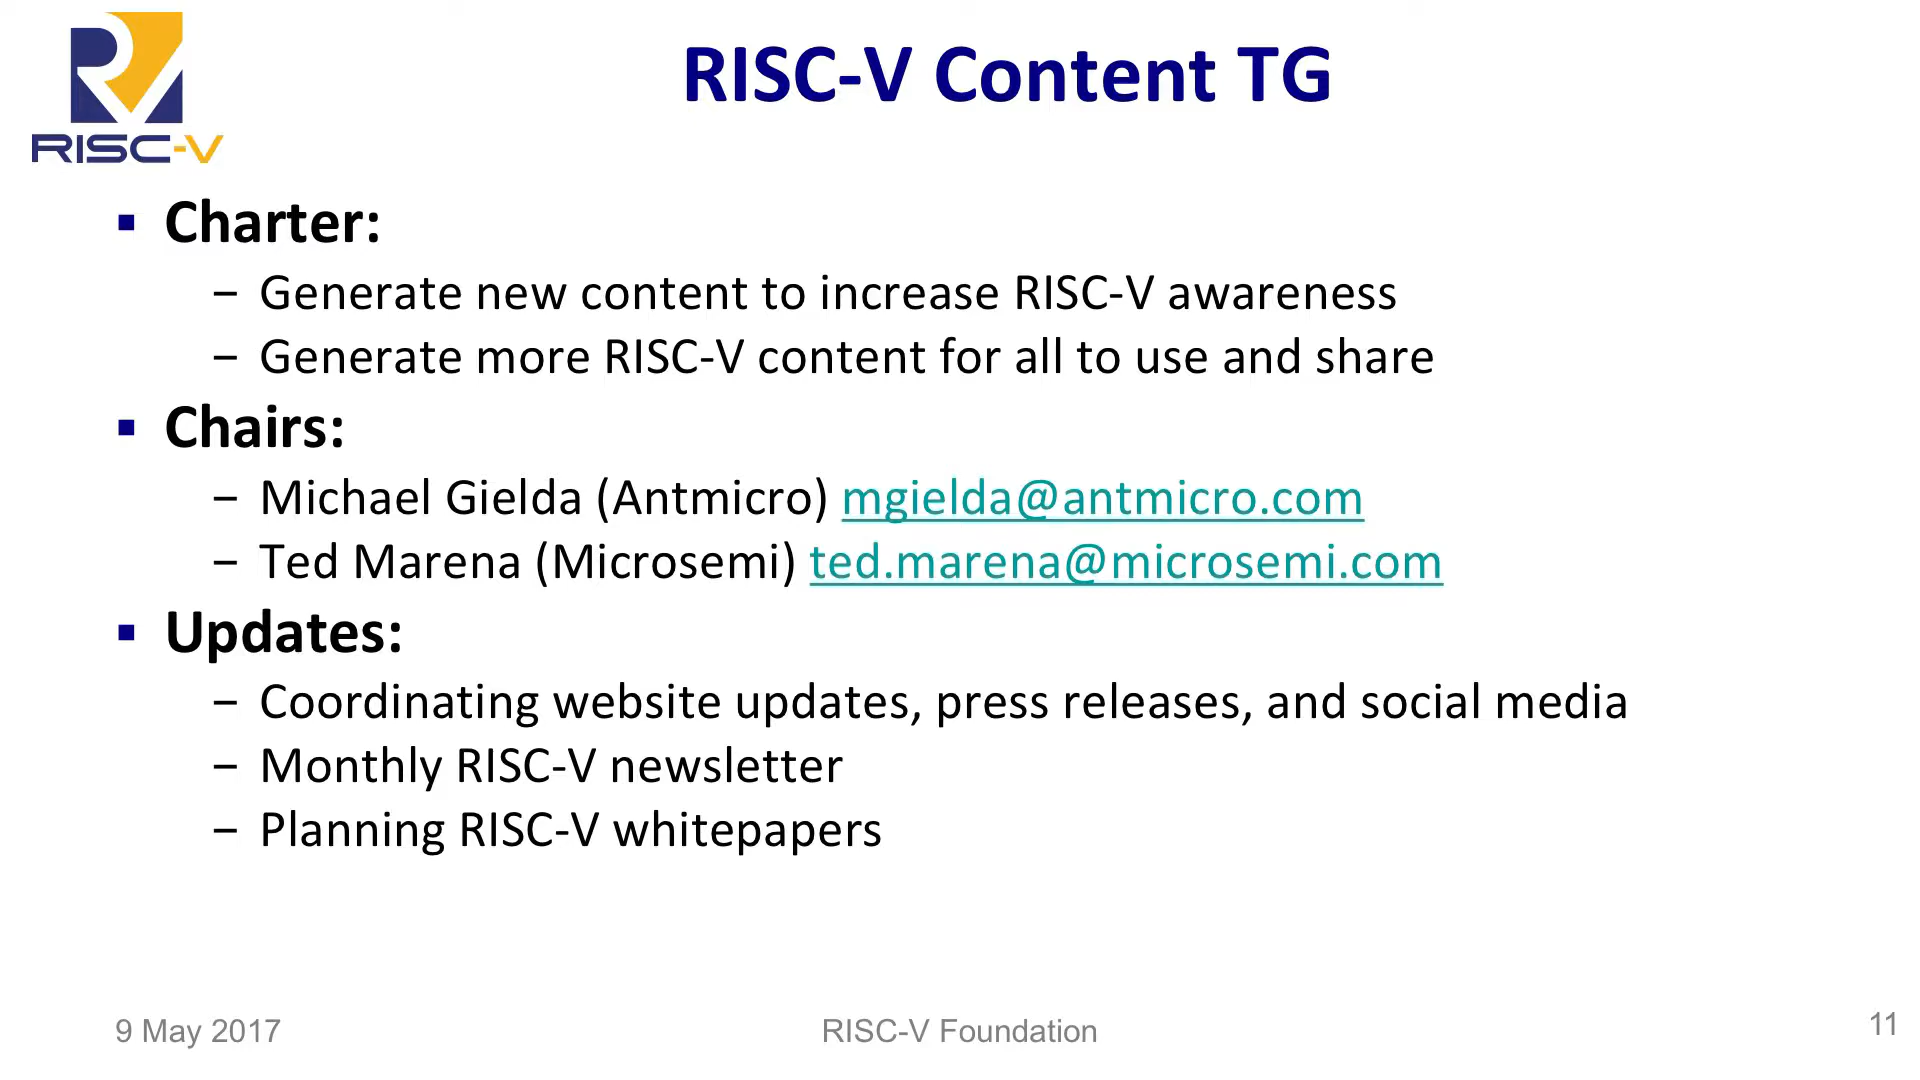 RISC-V
RISC-V Content TG
▪ Charter:
– Generate new content to increase RISC-V awareness
– Generate more RISC-V content for all to use and share
▪ Chairs:
– Michael Gielda (Antmicro) mgielda@antmicro.com
– Ted Marena (Microsemi) ted.marena@microsemi.com
▪ Updates:
– Coordinating website updates, press releases, and social media
– Monthly RISC-V newsletter
– Planning RISC-V whitepapers
9 May 2017
RISC-V Foundation
11